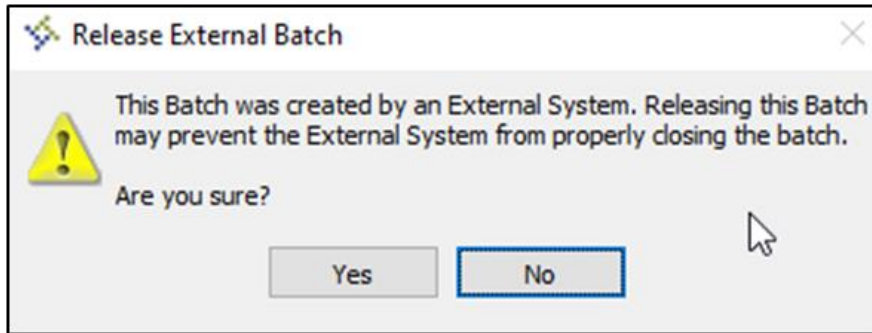 Release External Batch
This Batch was created by an External System. Releasing this Batch
may prevent the External System from properly closing the batch.
Are you sure?
Yes
No